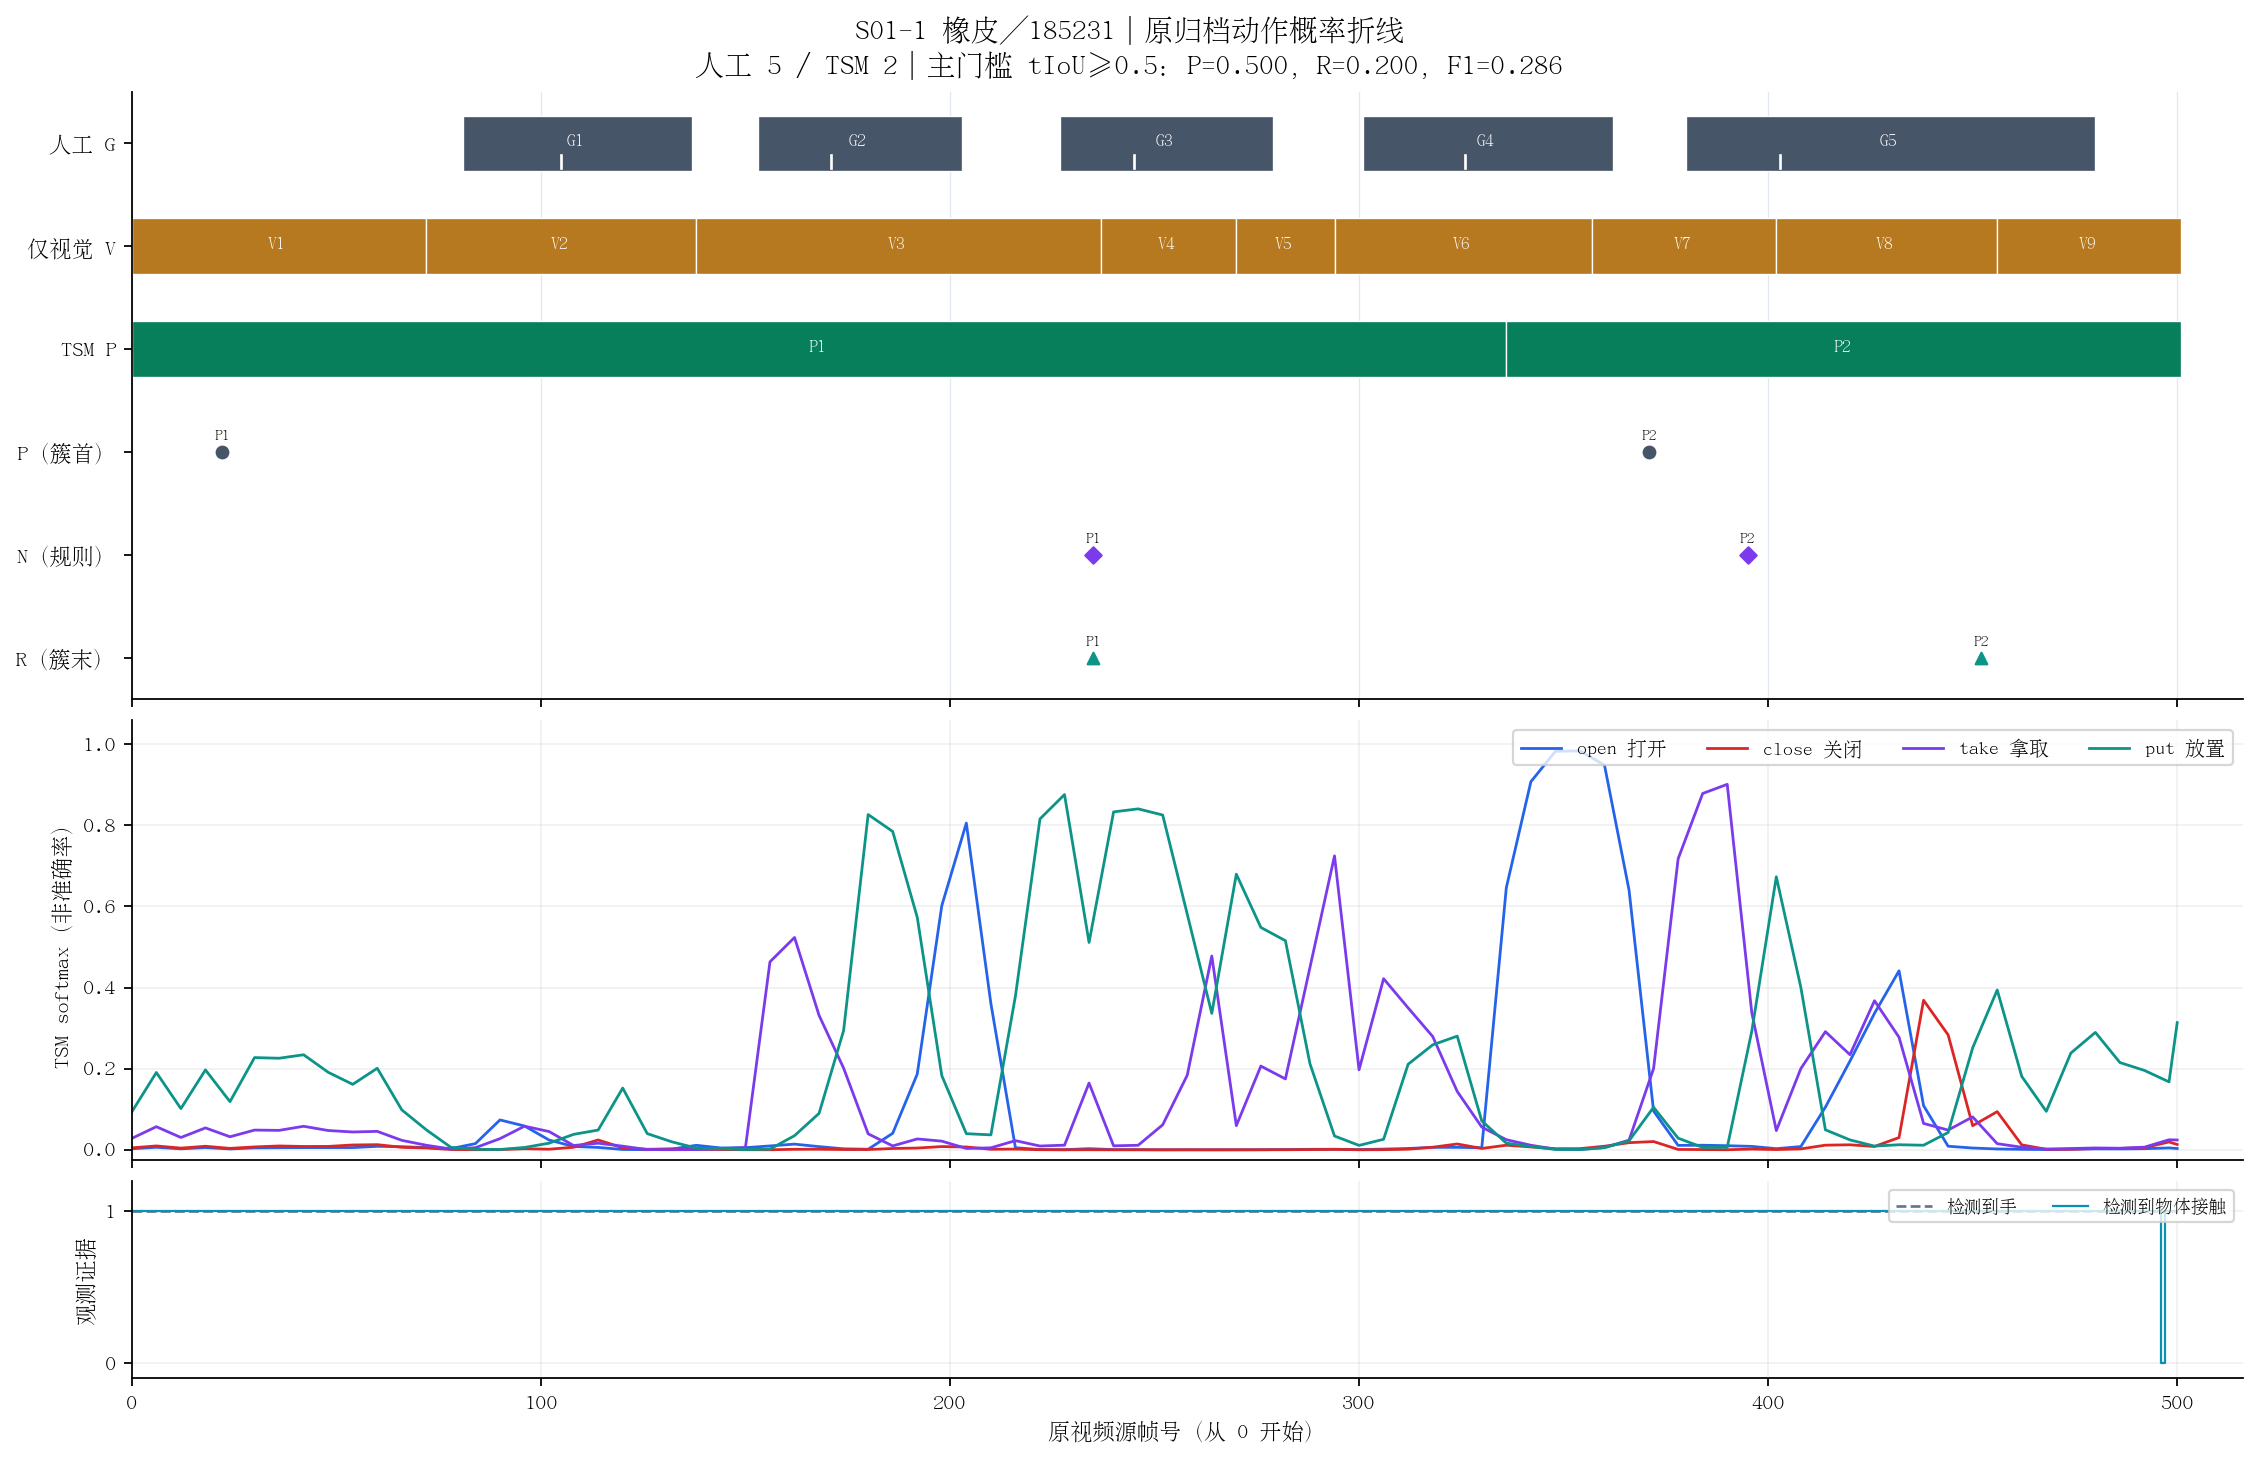 S01-1 橡皮／185231｜原归档动作概率折线
人工 5 / TSM 2｜主门槛 tIoU≥0.5: P=0.500, R=0.200, F1=0.286
人工 G
G1 G2 G3 G4 G5
仅视觉 V
V1 V2 V3 V4 V5 V6 V7 V8 V9
TSM P
P1 P2
P（簇首）
P1 P2
N（规则）
P1 P2
R（簇末）
P1 P2
TSM softmax（非准确率）
1.0
0.8
0.6
0.4
0.2
0.0
open 打开 close 关闭 take 拿取 put 放置
观测证据
1
0
检测到手 检测到物体接触
0 100 200 300 400 500
原视频源帧号（从 0 开始）